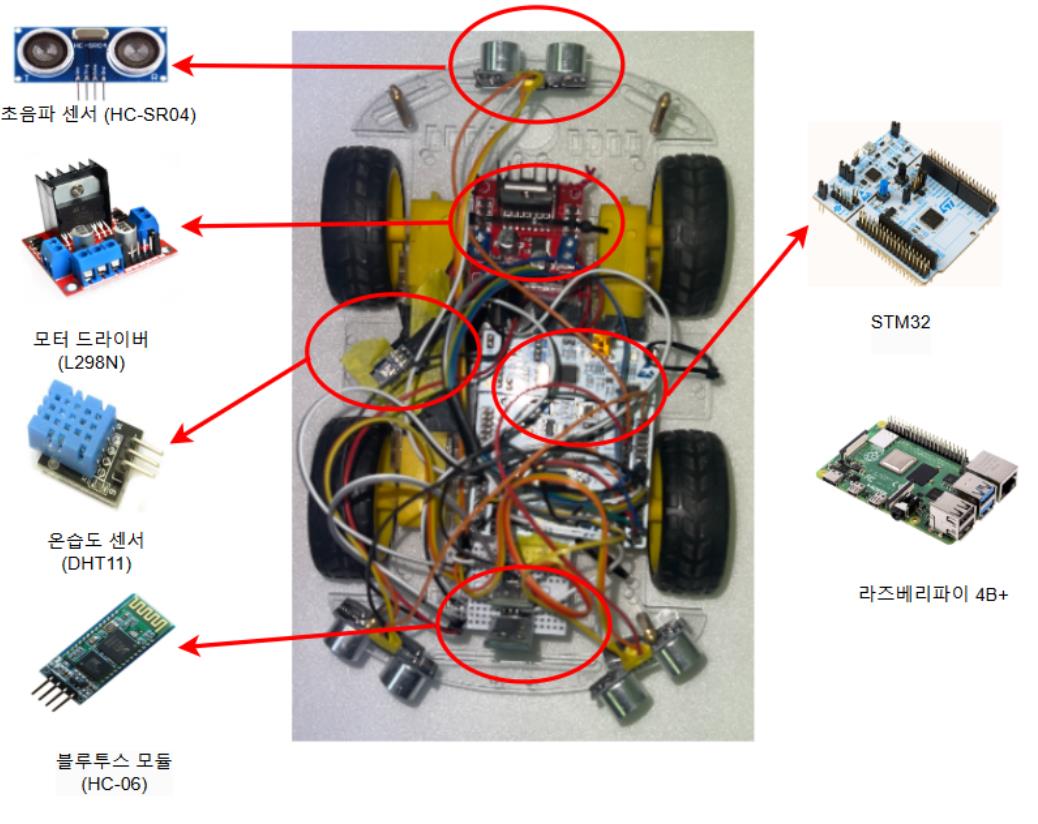 HC-SR04
T
R
초음파 센서 (HC-SR04)
모터 드라이버
(L298N)
온습도 센서
(DHT11)
블루투스 모듈
(HC-06)
STM32
라즈베리파이 4B+